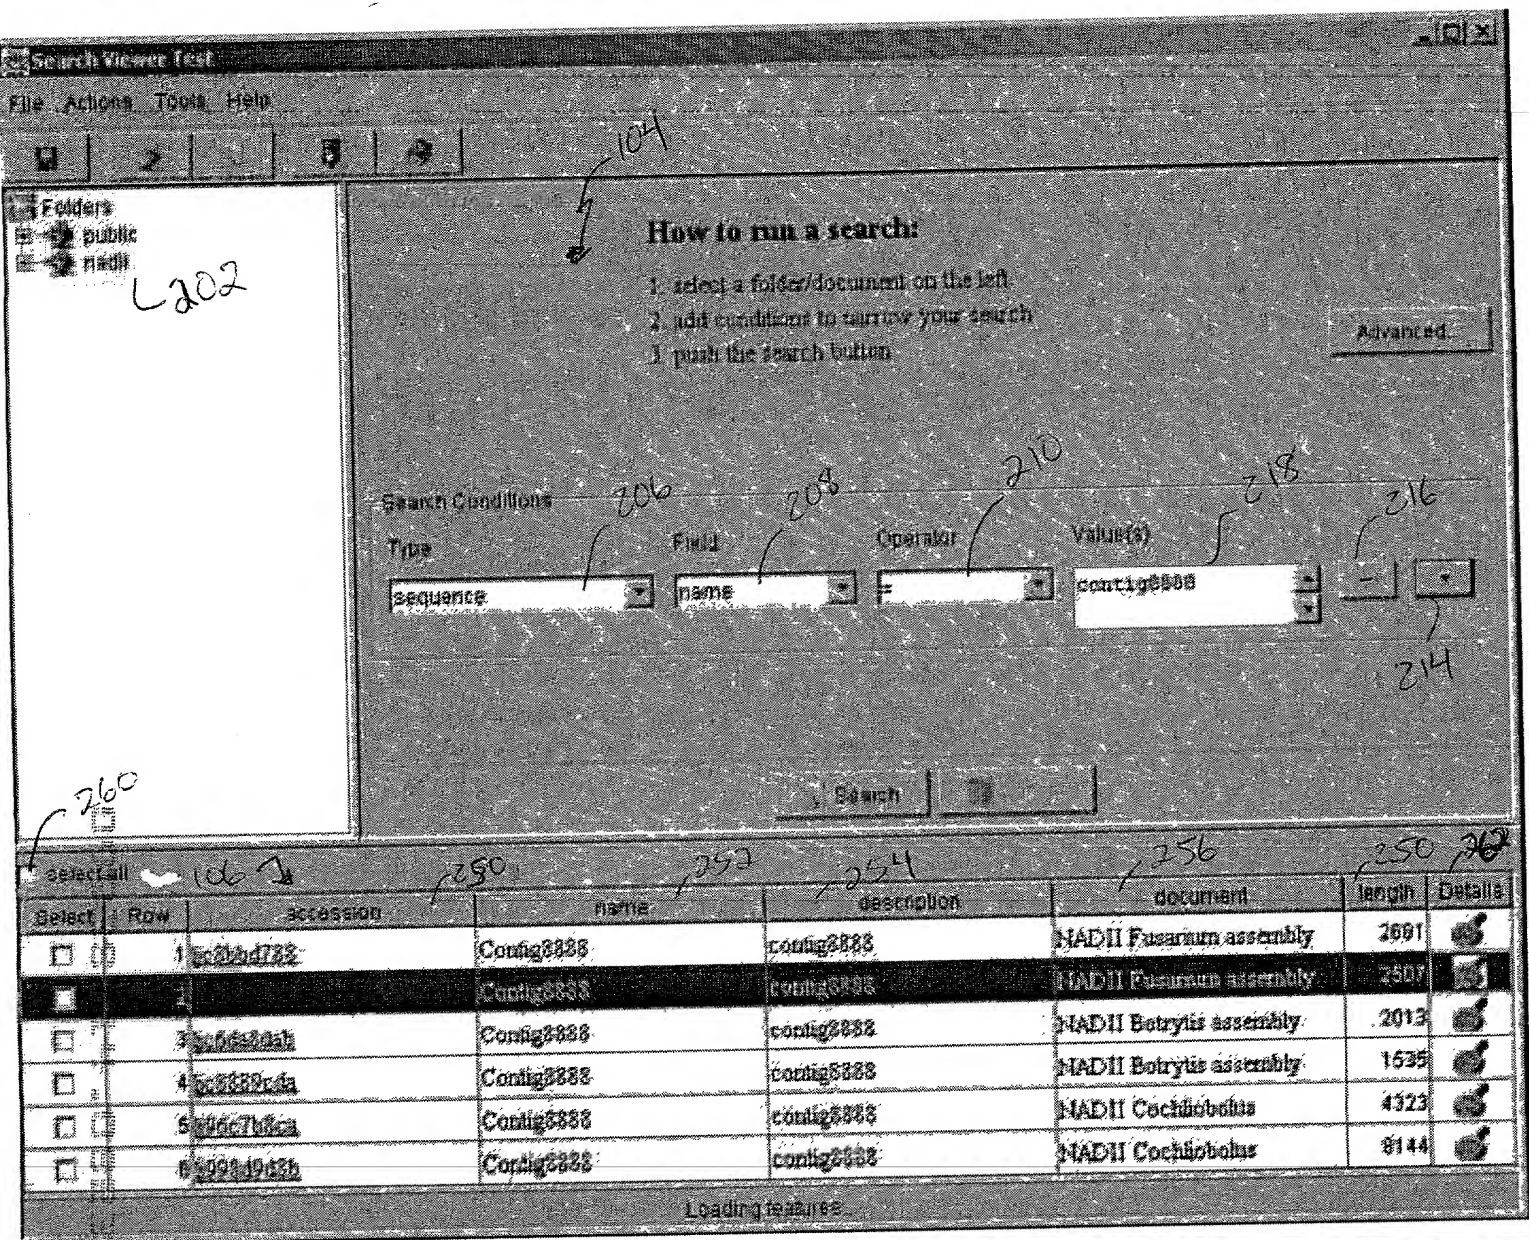 Search Viewer Test
File Actions Tools Help
104
Folders
public
nadii
202
How to run a search:
1. select a folder/document on the left
2. add conditions to narrow your search
3. push the search button
Advanced...
Search Conditions
206 208 210 218 216
Type Field Operator Value(s)
sequence name = contig8888 -
214
Search
260
select all 106 250 252 254 256 250 262
Select Row accession name description document length Details
1 Contig8888 contig8888 NADII Fusarium assembly 2691
2 Contig8888 contig8888 NADII Fusarium assembly 2507
3 Contig8888 contig8888 NADII Botrytis assembly 2013
4 Contig8888 contig8888 NADII Botrytis assembly 1535
5 Contig8888 contig8888 NADII Cochliobolus 4323
6 Contig8888 contig8888 NADII Cochliobolus 8144
Loading features...